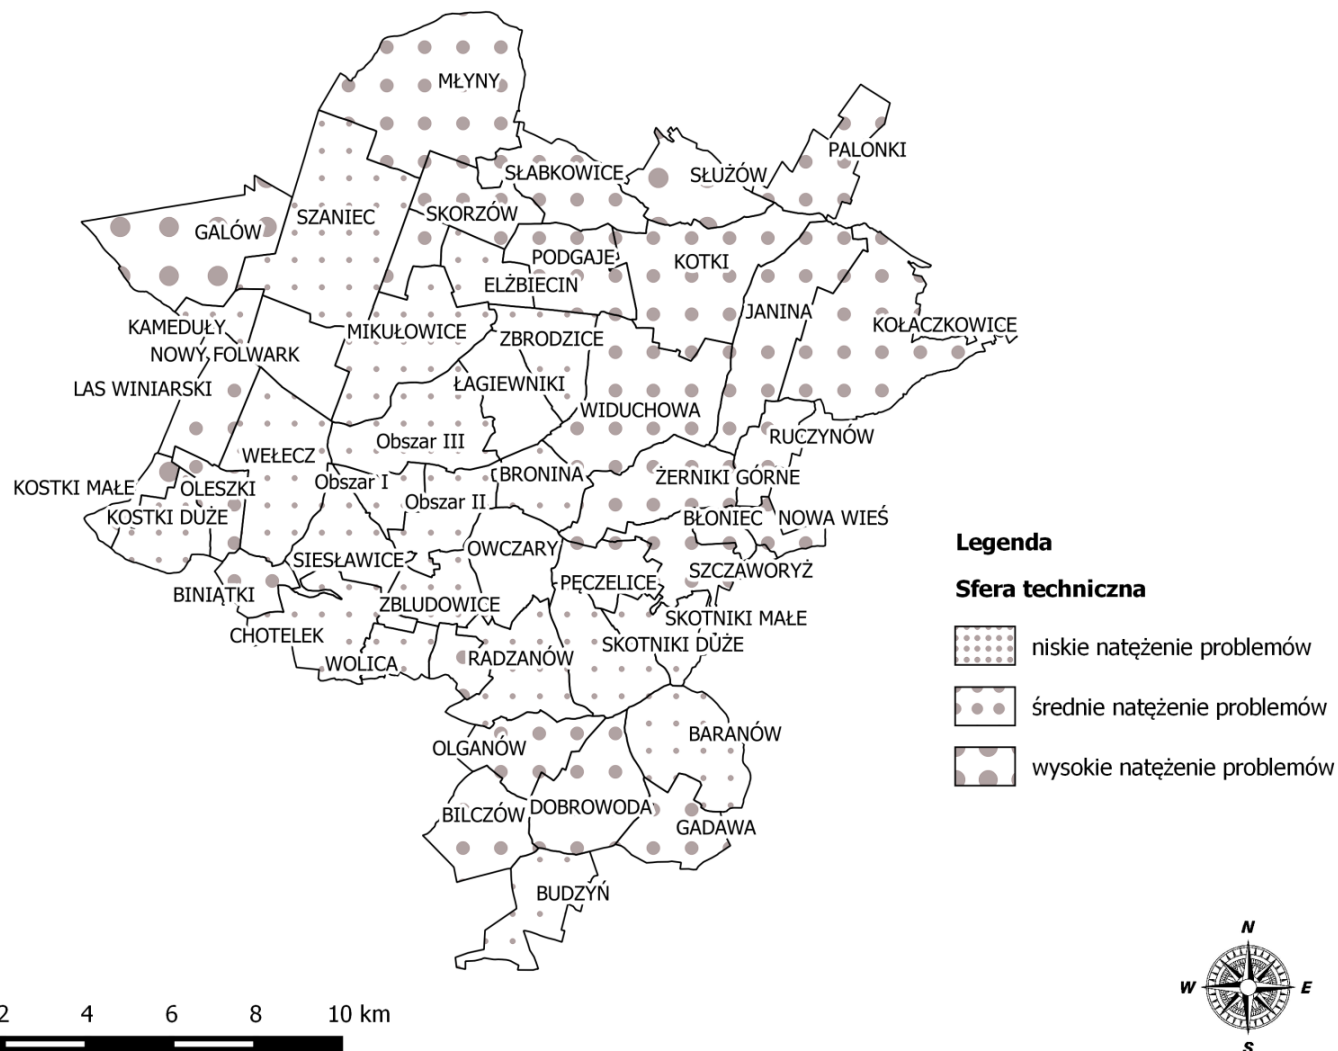 MŁYNY
PALONKI
SŁABKOWICE
SŁUŻÓW
SZANIEC
SKORZÓW
GALÓW
PODGAJE
KOTKI
ELŻBIECIN
JANINA
KAMEDUŁY
MIKUŁOWICE
ZBRODZICE
KOŁACZKOWICE
NOWY FOLWARK
LAS WINIARSKI
ŁAGIEWNIKI
WIDUCHOWA
Obszar III
RUCZYNÓW
WEŁECZ
BRONINA
ŻERNIKI GÓRNE
KOSTKI MAŁE
OLESZKI
Obszar I
Obszar II
KOSTKI DUŻE
BŁONIEC
NOWA WIEŚ
SIESŁAWICE
OWCZARY
PĘCZELICE
SZCZAWORYŻ
BINIĄTKI
ZBLUDOWICE
SKOTNIKI MAŁE
CHOTELEK
WOLICA
RADZANÓW
SKOTNIKI DUŻE
OLGANÓW
BARANÓW
BILCZÓW
DOBROWODA
GADAWA
BUDZYŃ
Legenda
Sfera techniczna
niskie natężenie problemów
średnie natężenie problemów
wysokie natężenie problemów
N
W E
S
2 4 6 8 10 km